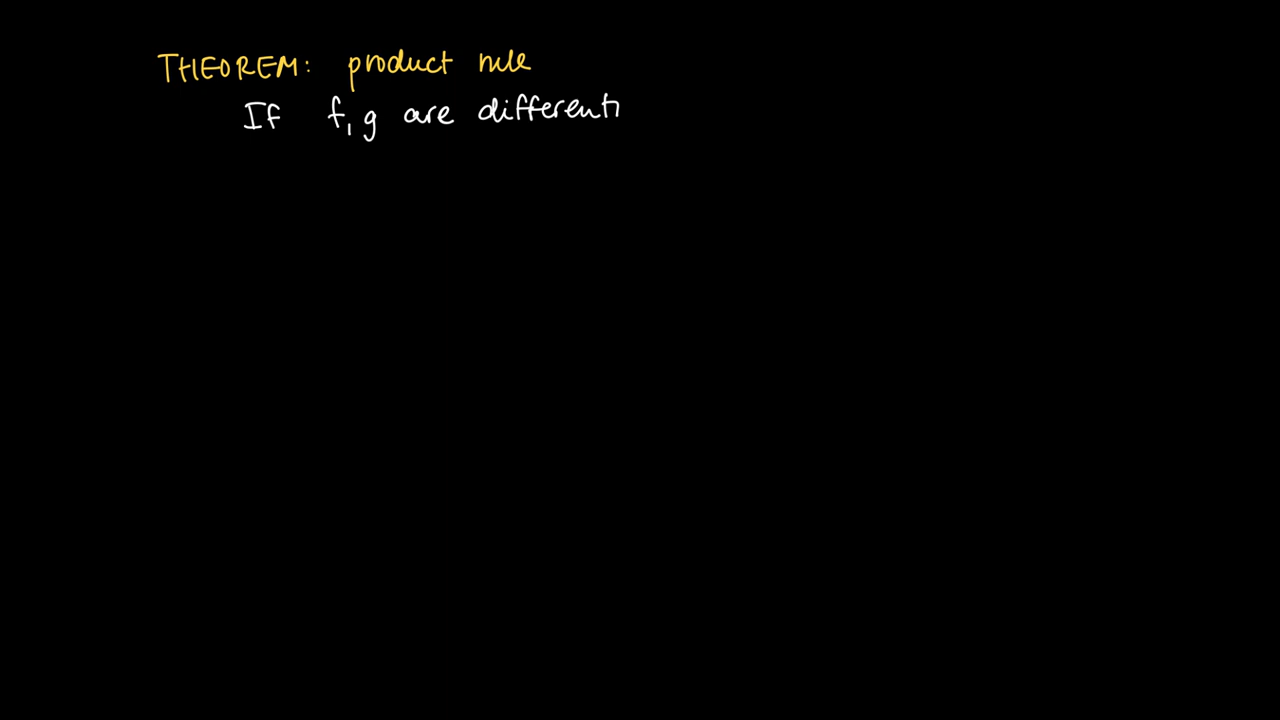 THEOREM: product rule
If f, g are differenti